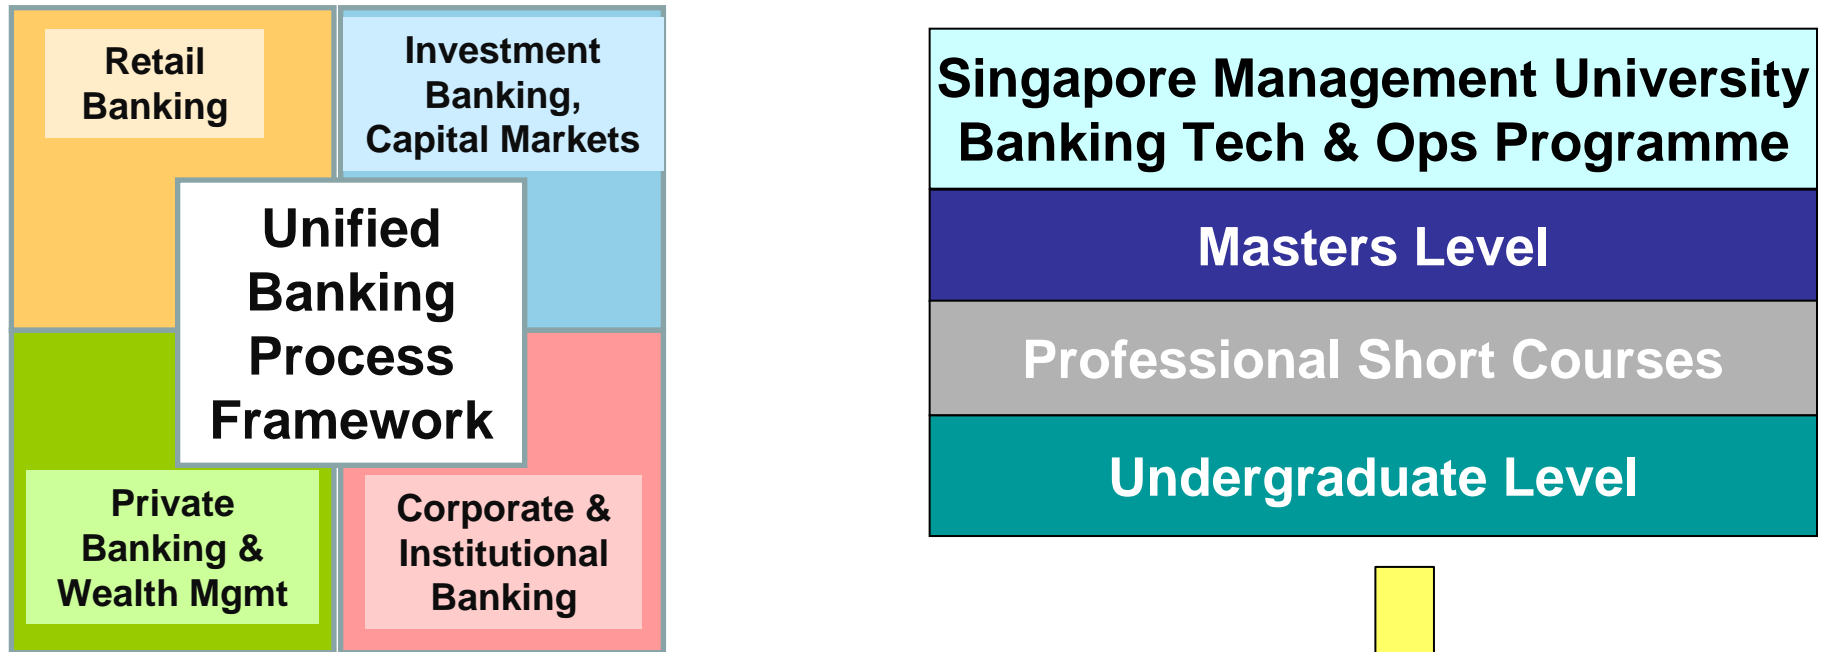 Retail
Banking
Investment
Banking,
Capital Markets
Unified
Banking
Process
Framework
Private
Banking &
Wealth Mgmt
Corporate &
Institutional
Banking
Singapore Management University
Banking Tech & Ops Programme
Masters Level
Professional Short Courses
Undergraduate Level